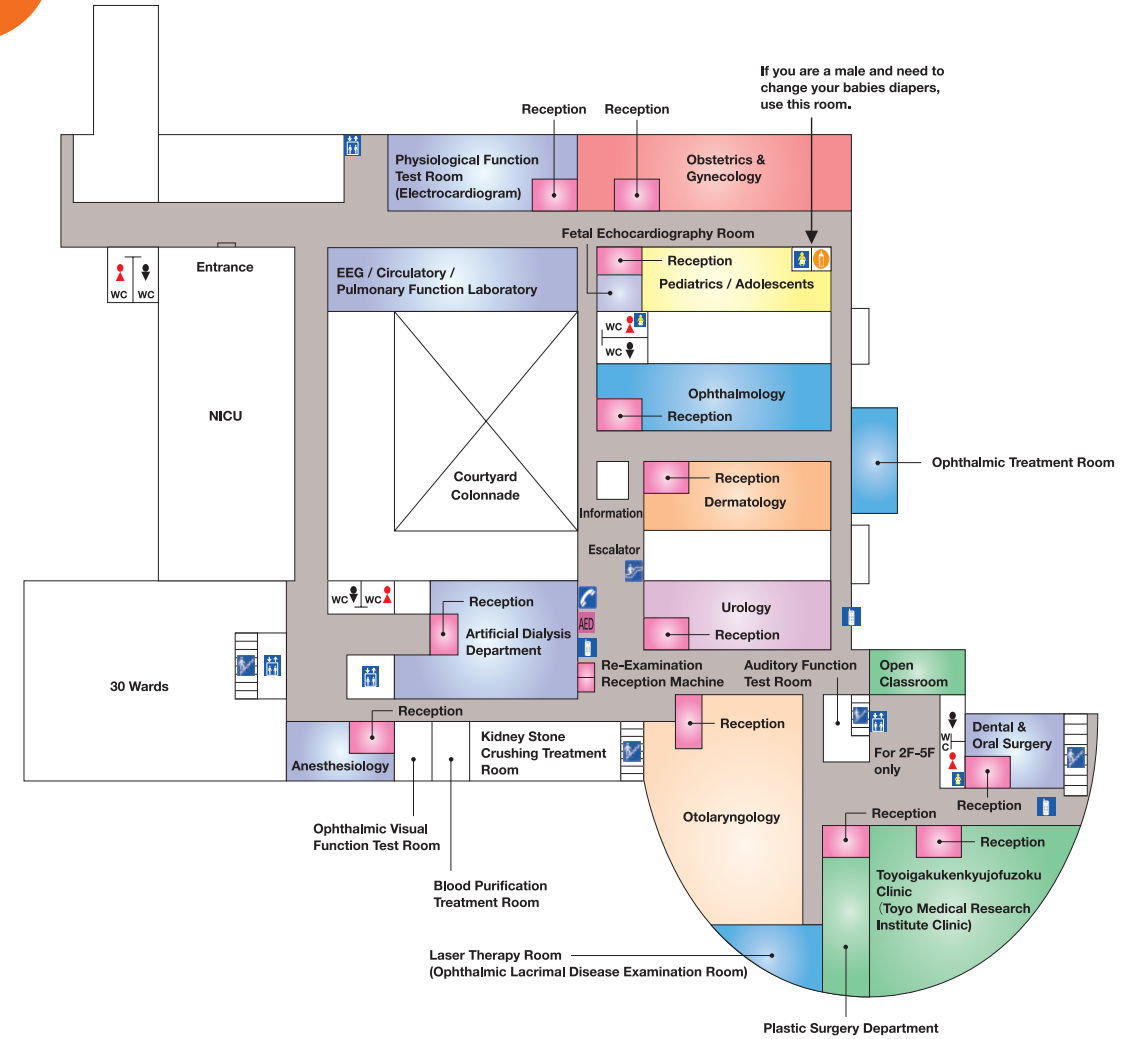 If you are a male and need to
change your babies diapers,
use this room.
Reception
Reception
Physiological Function
Test Room
(Electrocardiogram)
Obstetrics &
Gynecology
Fetal Echocardiography Room
Entrance
WC
WC
EEG / Circulatory /
Pulmonary Function Laboratory
Reception
Pediatrics / Adolescents
WC
WC
Ophthalmology
Reception
NICU
Courtyard
Colonnade
Ophthalmic Treatment Room
Reception
Dermatology
Information
Escalator
WC
WC
Reception
Artificial Dialysis
Department
AED
Urology
Reception
Re-Examination
Reception Machine
Auditory Function
Test Room
Open
Classroom
30 Wards
Reception
Anesthesiology
Kidney Stone
Crushing Treatment
Room
Reception
For 2F-5F
only
W
C
Dental &
Oral Surgery
Reception
Otolaryngology
Reception
Reception
Ophthalmic Visual
Function Test Room
Blood Purification
Treatment Room
Toyoigakukenkyujofuzoku
Clinic
(Toyo Medical Research
Institute Clinic)
Laser Therapy Room
(Ophthalmic Lacrimal Disease Examination Room)
Plastic Surgery Department